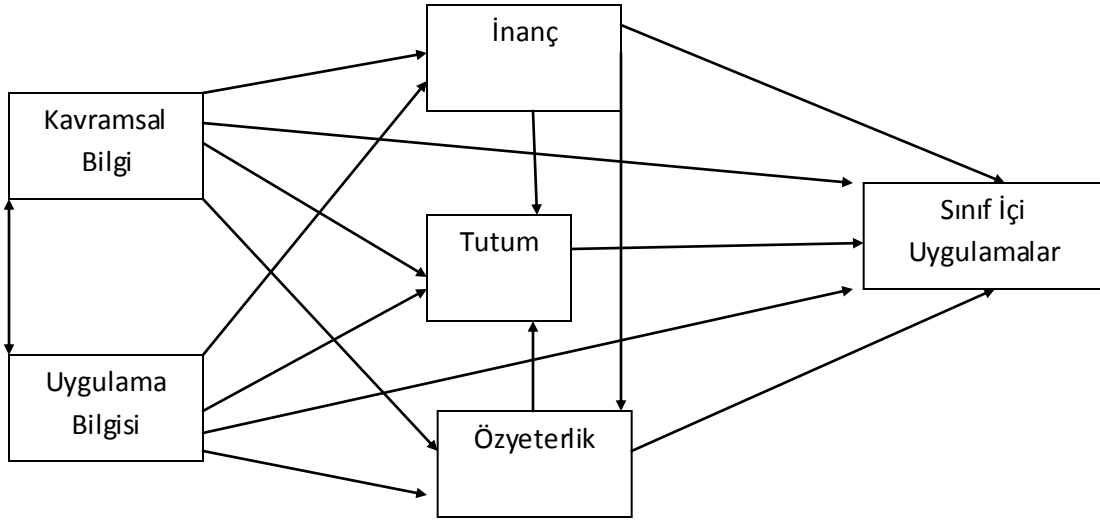 İnanç
Kavramsal
Bilgi
Sınıf İçi
Uygulamalar
Tutum
Uygulama
Bilgisi
Özyeterlik